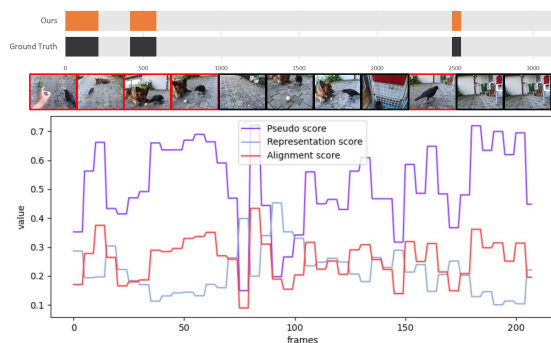 Ours
Ground Truth
0 500 1000 1500 2000 2500 3000
Pseudo score
Representation score
Alignment score
0.7
0.6
0.5
0.4
0.3
0.2
0.1
value
0 50 100 150 200
frames